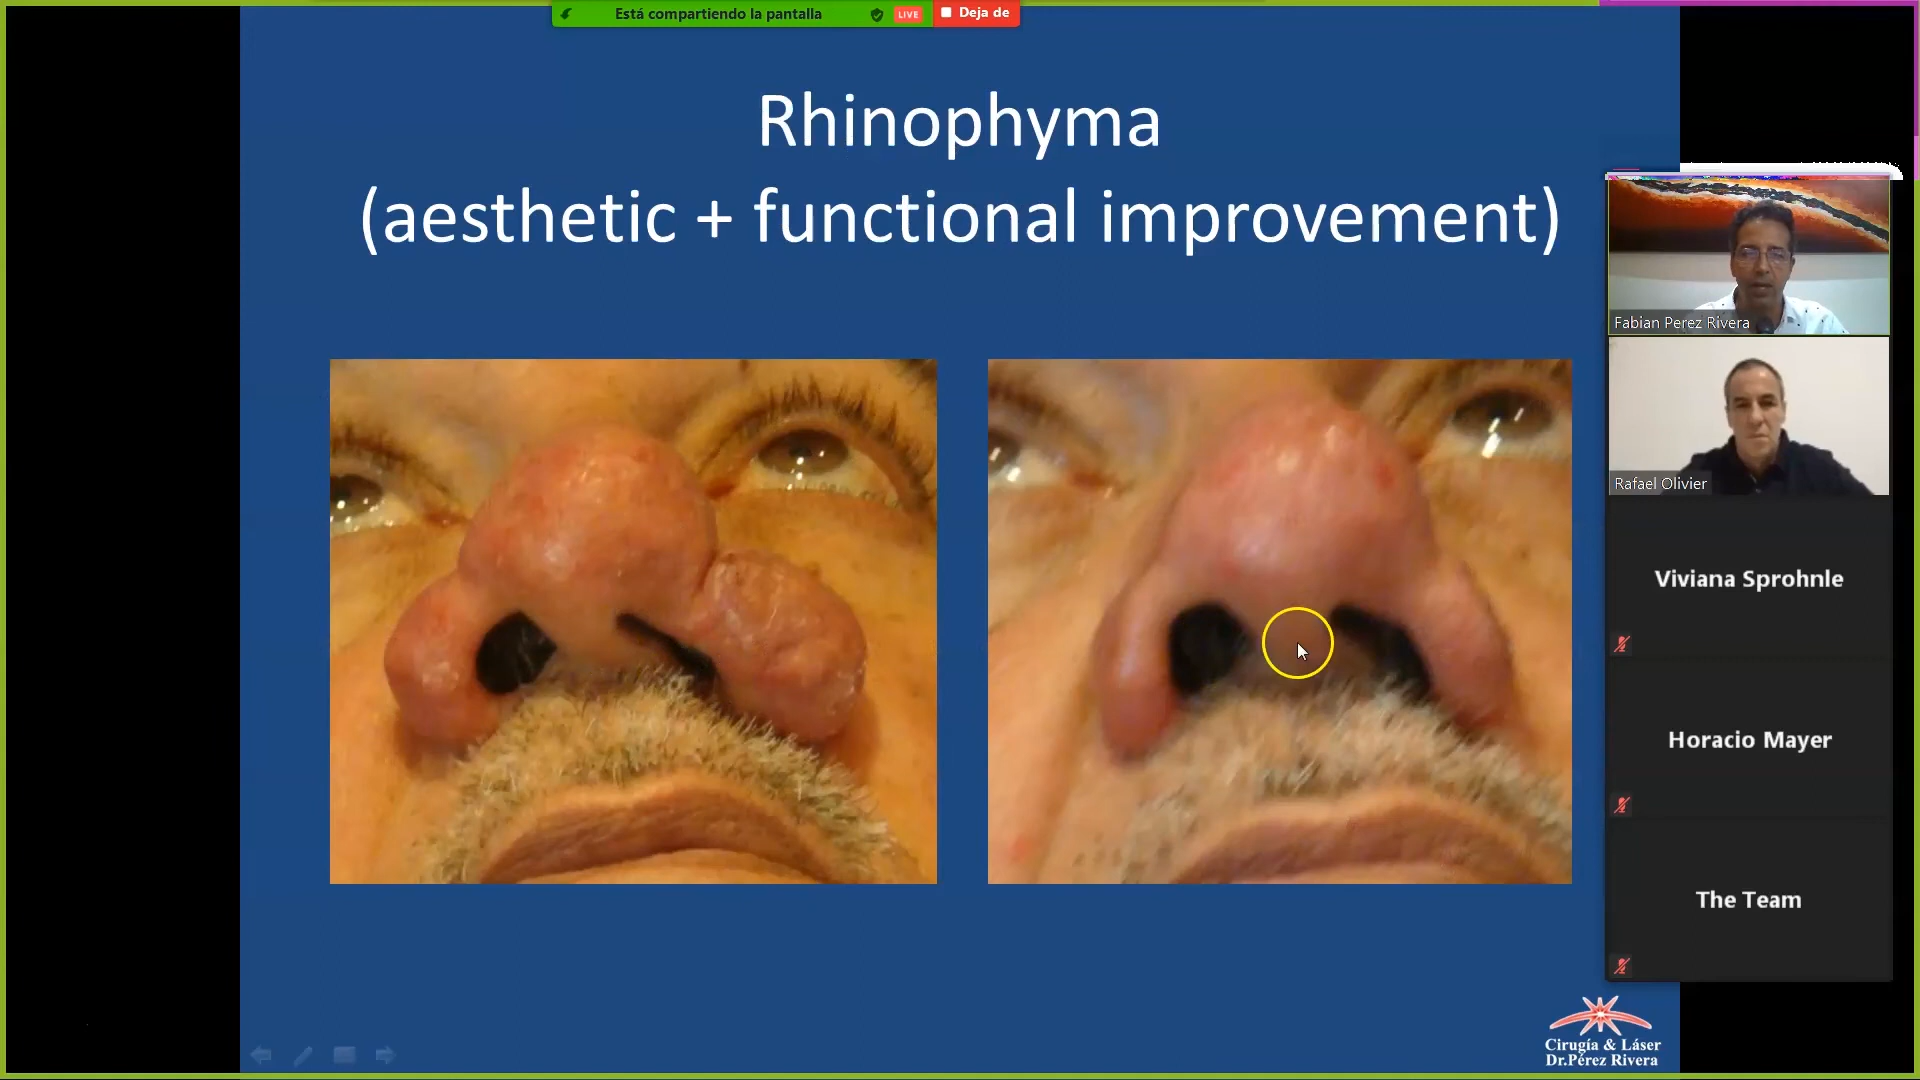 Está compartiendo la pantalla
LIVE
Deja de
Rhinophyma
(aesthetic + functional improvement)
Fabian Perez Rivera
Rafael Olivier
Viviana Sprohnle
Horacio Mayer
The Team
Cirugía & Láser
Dr.Pérez Rivera